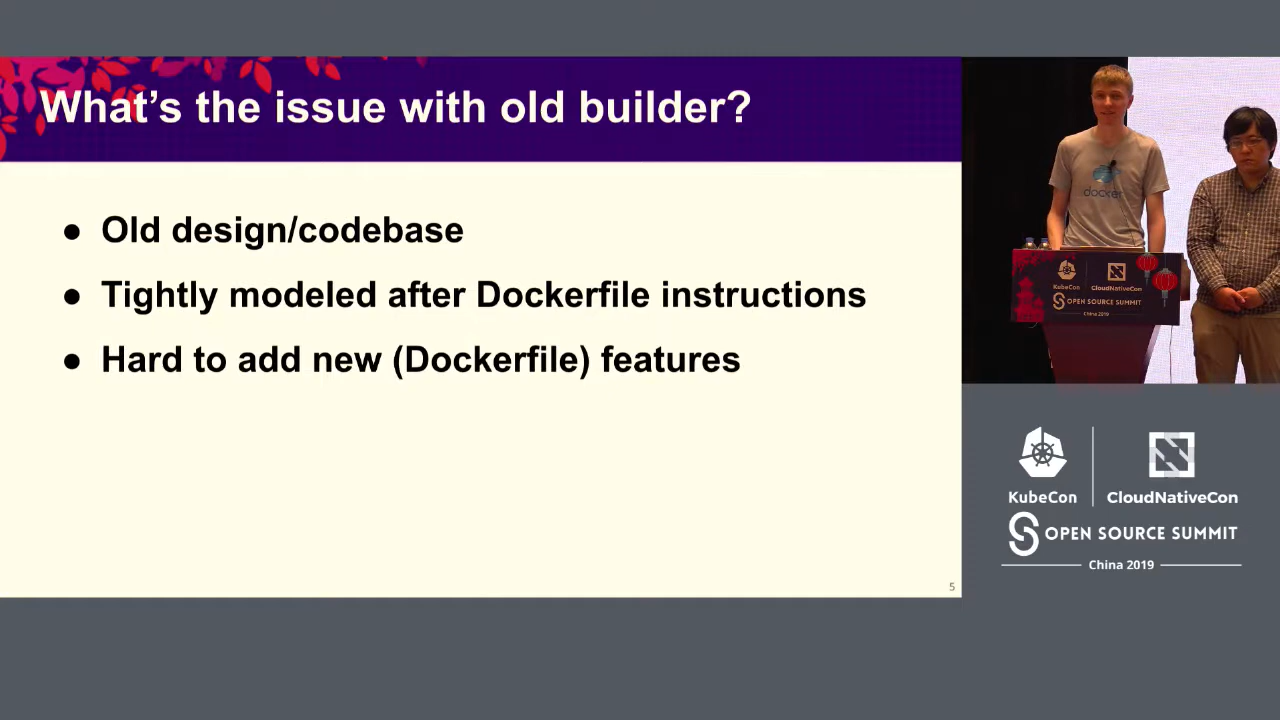 What's the issue with old builder?
● Old design/codebase
● Tightly modeled after Dockerfile instructions
● Hard to add new (Dockerfile) features
5
docker
KubeCon CloudNativeCon
OPEN SOURCE SUMMIT
China 2019
KubeCon CloudNativeCon
OPEN SOURCE SUMMIT
China 2019